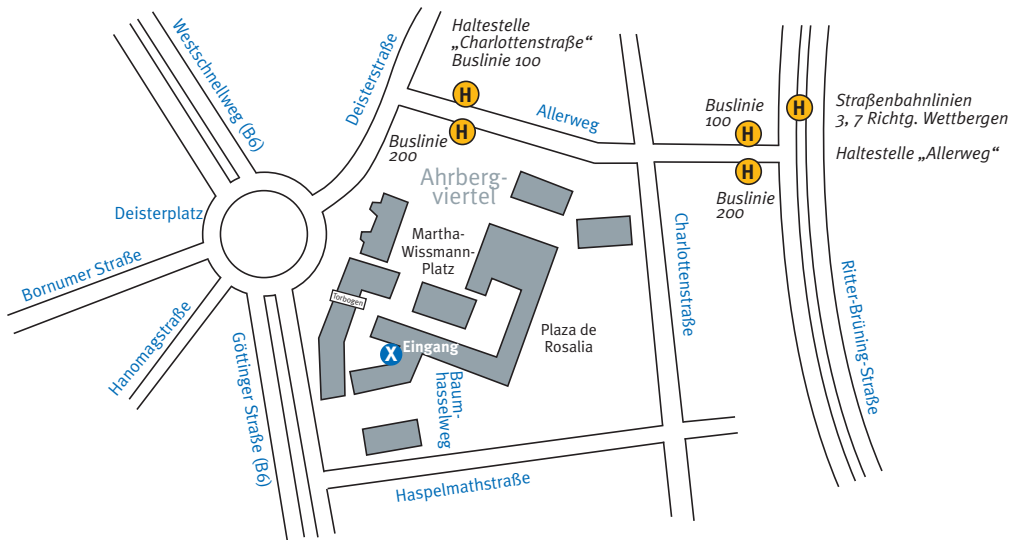 Westschnellweg (B6)
Deisterstraße
Haltestelle
„Charlottenstraße“
Buslinie 100
H
Allerweg
H
Buslinie
200
Buslinie
100
H
H
Buslinie
200
H
Straßenbahnlinien
3, 7 Richtg. Wettbergen
Haltestelle „Allerweg“
Ahrberg-
viertel
Deisterplatz
Martha-
Wissmann-
Platz
Bornumer Straße
Hanomagstraße
Göttinger Straße (B6)
Torbogen
X
Eingang
Plaza de
Rosalia
Baum-
hasselweg
Charlottenstraße
Ritter-Brüning-Straße
Haspelmathstraße